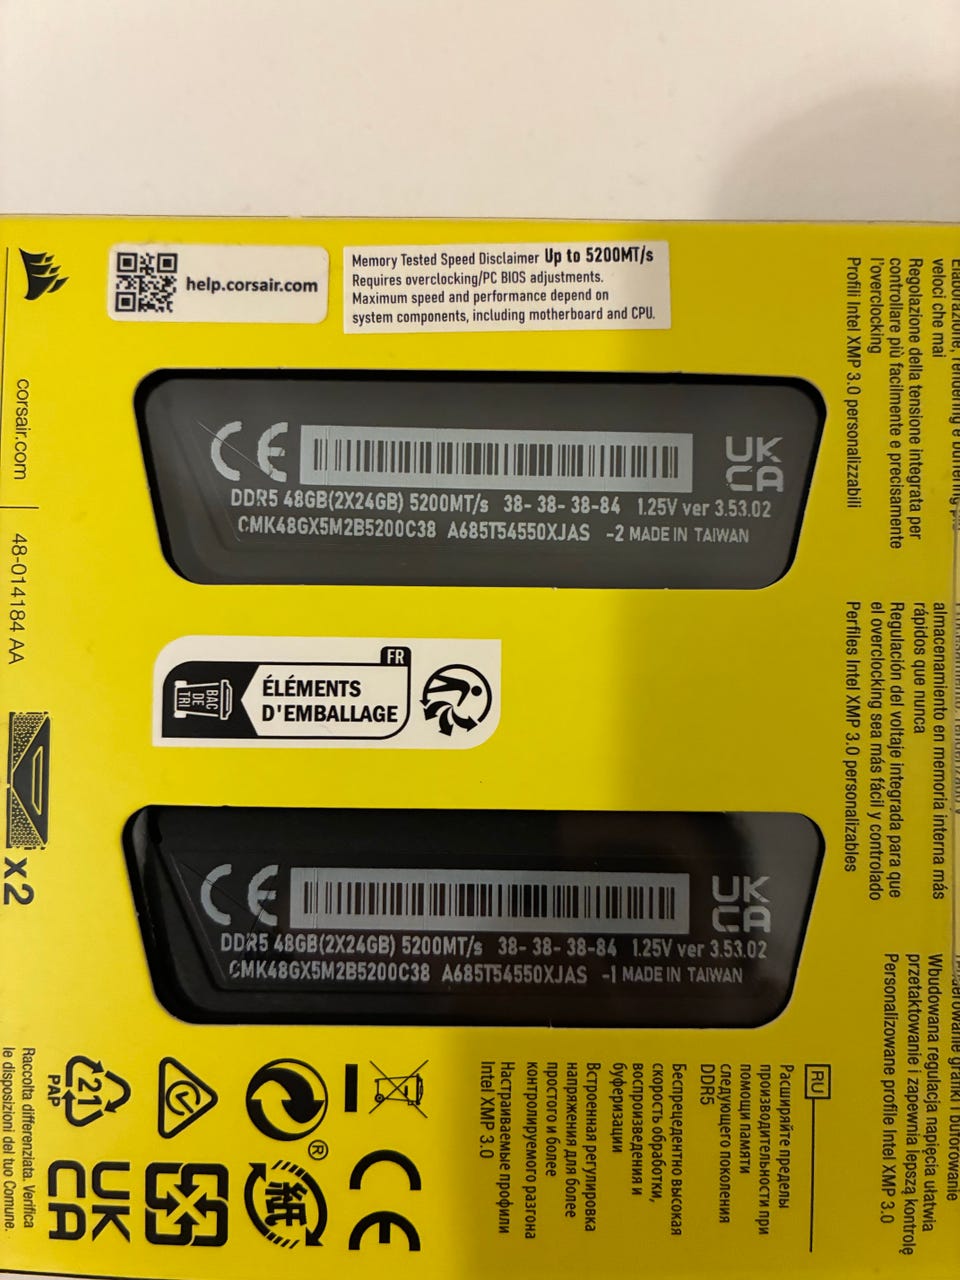 help.corsair.com
Memory Tested Speed Disclaimer Up to 5200MT/s
Requires overclocking/PC BIOS adjustments.
Maximum speed and performance depend on
system components, including motherboard and CPU.
CE
UK
CA
DDR5 48GB(2X24GB) 5200MT/s 38- 38- 38-84 1.25V ver 3.53.02
CMK48GX5M2B5200C38 A685T54550XJAS -2 MADE IN TAIWAN
FR
BAC
DE
TRI
ÉLÉMENTS
D'EMBALLAGE
CE
UK
CA
DDR5 48GB(2X24GB) 5200MT/s 38- 38- 38-84 1.25V ver 3.53.02
CMK48GX5M2B5200C38 A685T54550XJAS -1 MADE IN TAIWAN
corsair.com
48-014184 AA
X2
veloci che mai
Regolazione della tensione integrata per
controllare più facilmente e precisamente
l'overclocking
Profili Intel XMP 3.0 personalizzabili
almacenamiento en memoria interna más
rápidos que nunca
Regulación del voltaje integrada para que
el overclocking sea más fácil y controlado
Perfiles Intel XMP 3.0 personalizables
Wbudowana regulacja napięcia ułatwia
przetaktowanie i zapewnia lepszą kontrolę
Personalizowane profile Intel XMP 3.0
RU
Расширяйте пределы
производительности при
помощи памяти
следующего поколения
DDR5
Беспрецедентно высокая
скорость обработки,
воспроизведения и
буферизации
Встроенная регулировка
напряжения для более
простого и более
контролируемого разгона
Настраиваемые профили
Intel XMP 3.0
CE
®
紙
21
PAP
UK
CA
Raccolta differenziata. Verifica
le disposizioni del tuo Comune.